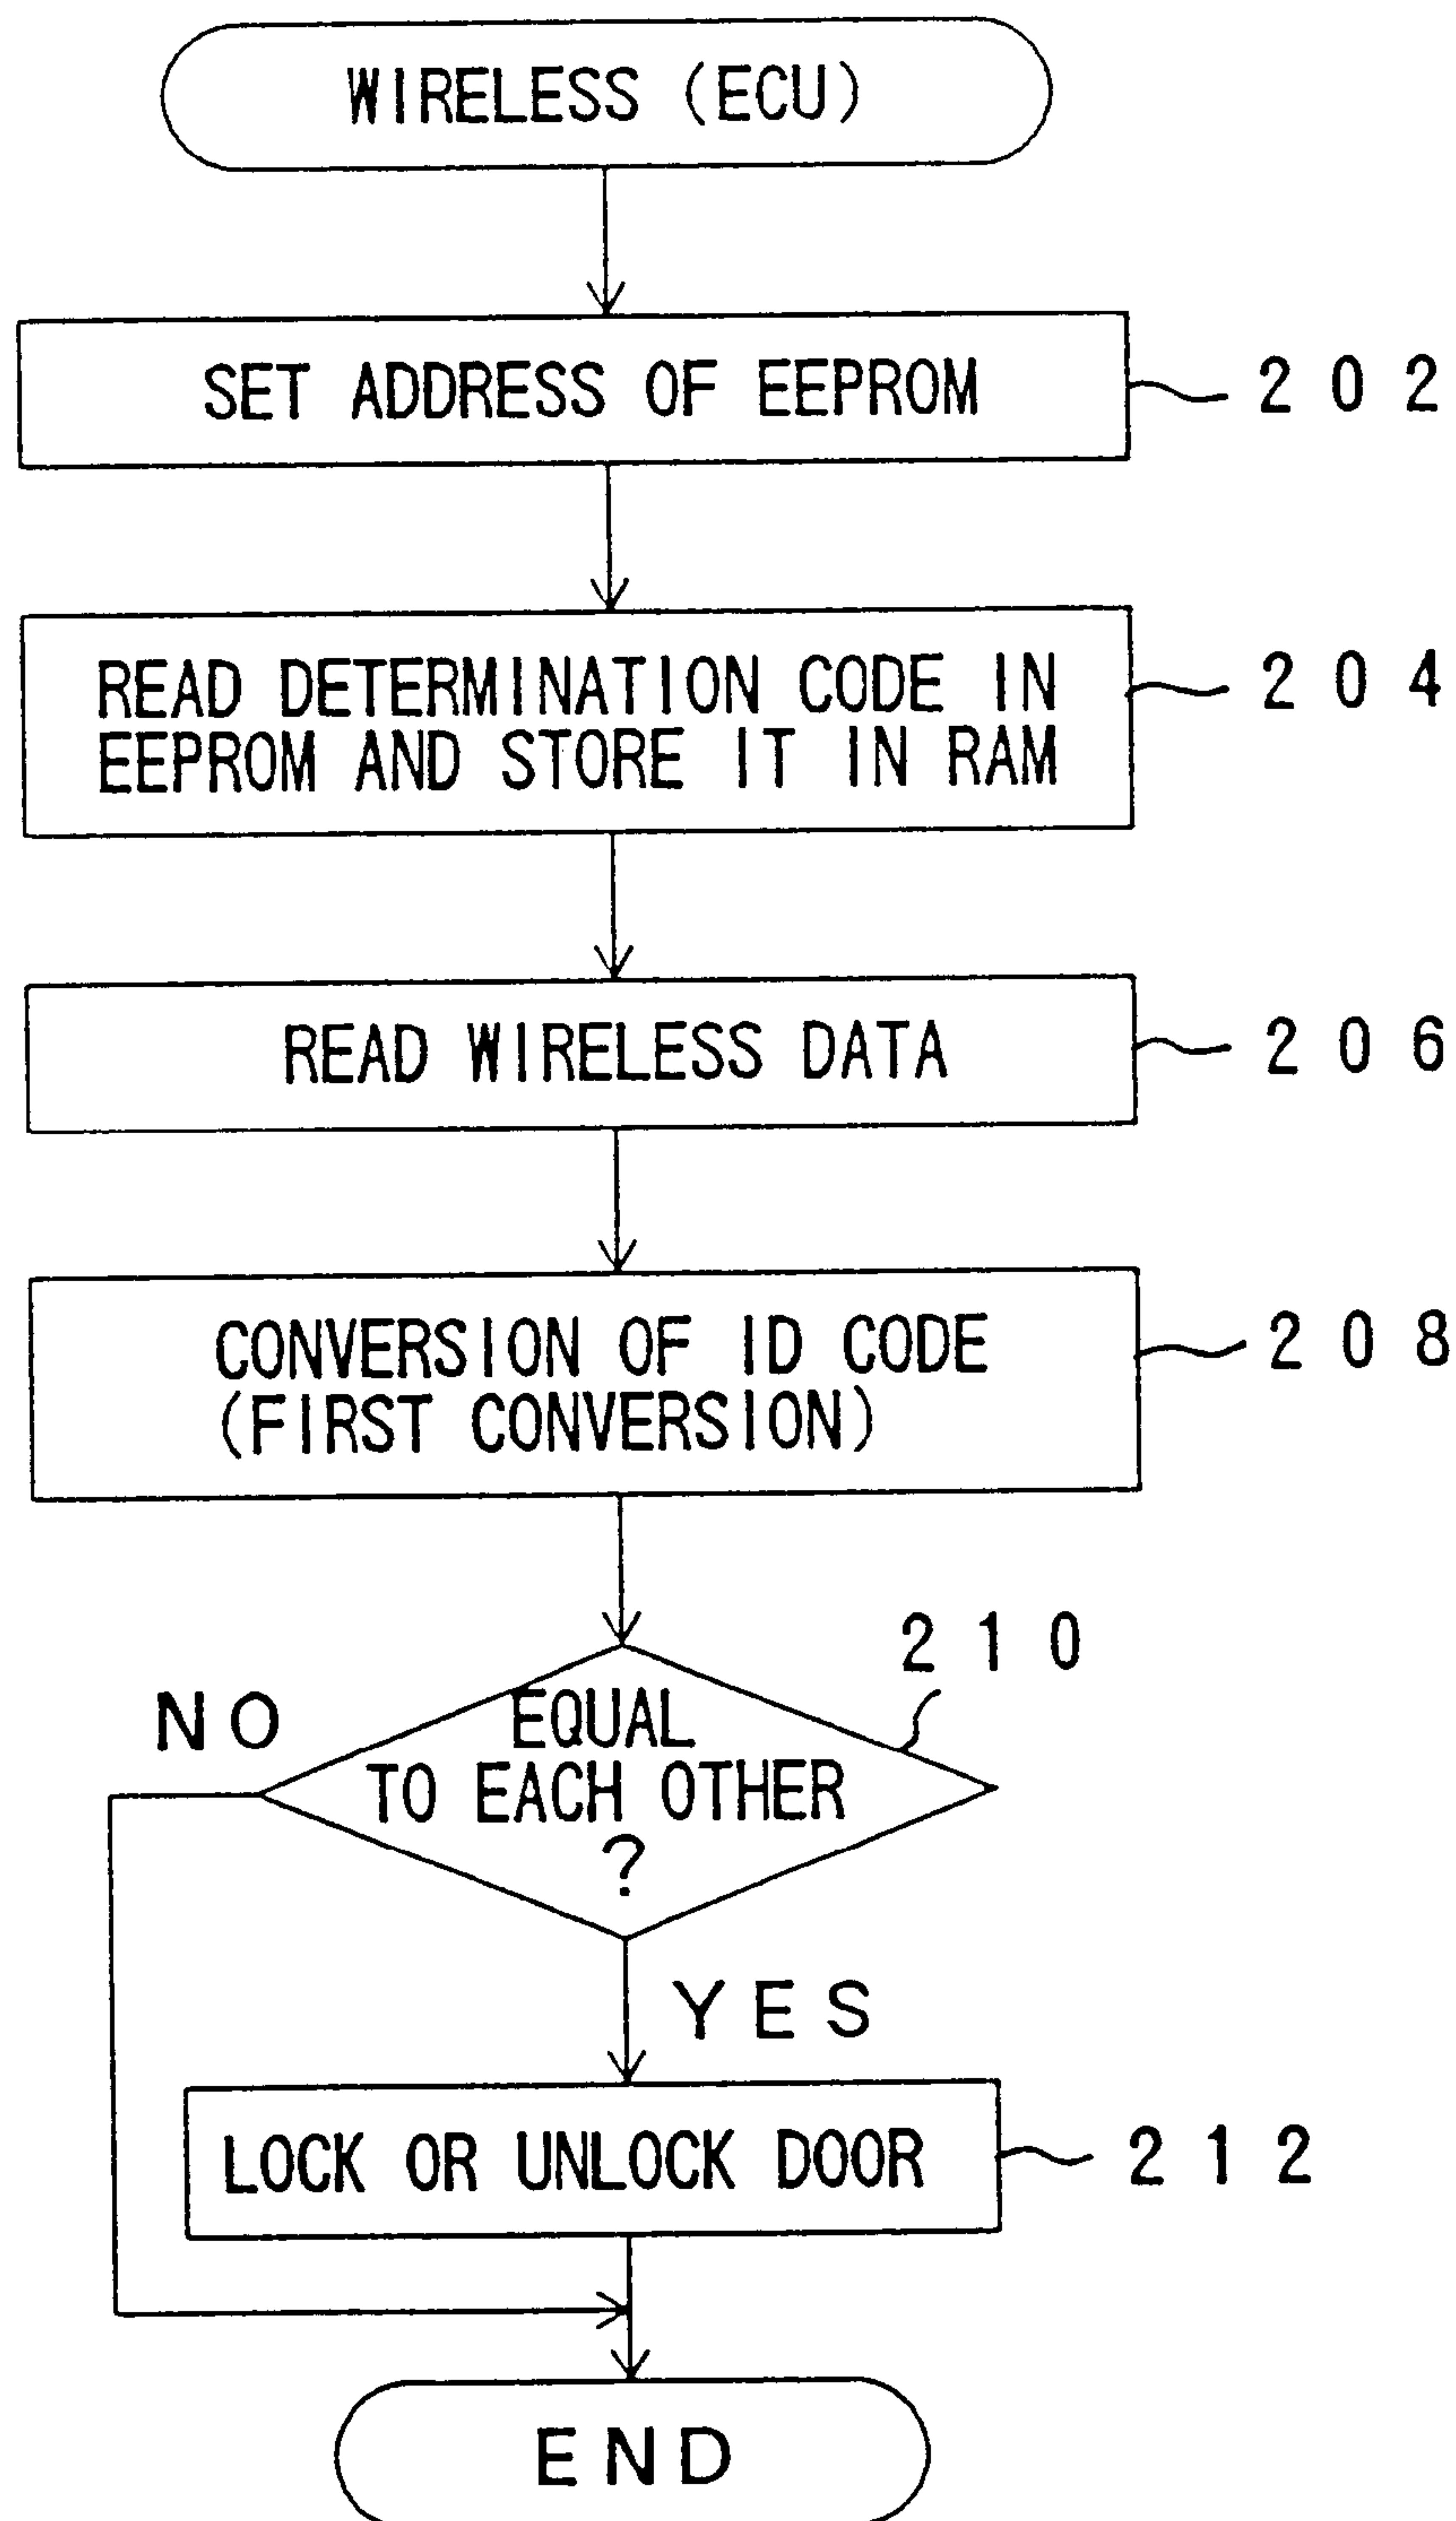 WIRELESS (ECU)
SET ADDRESS OF EEPROM
202
READ DETERMINATION CODE IN
EEPROM AND STORE IT IN RAM
204
READ WIRELESS DATA
206
CONVERSION OF ID CODE
(FIRST CONVERSION)
208
210
NO
EQUAL
TO EACH OTHER
?
YES
LOCK OR UNLOCK DOOR
212
END